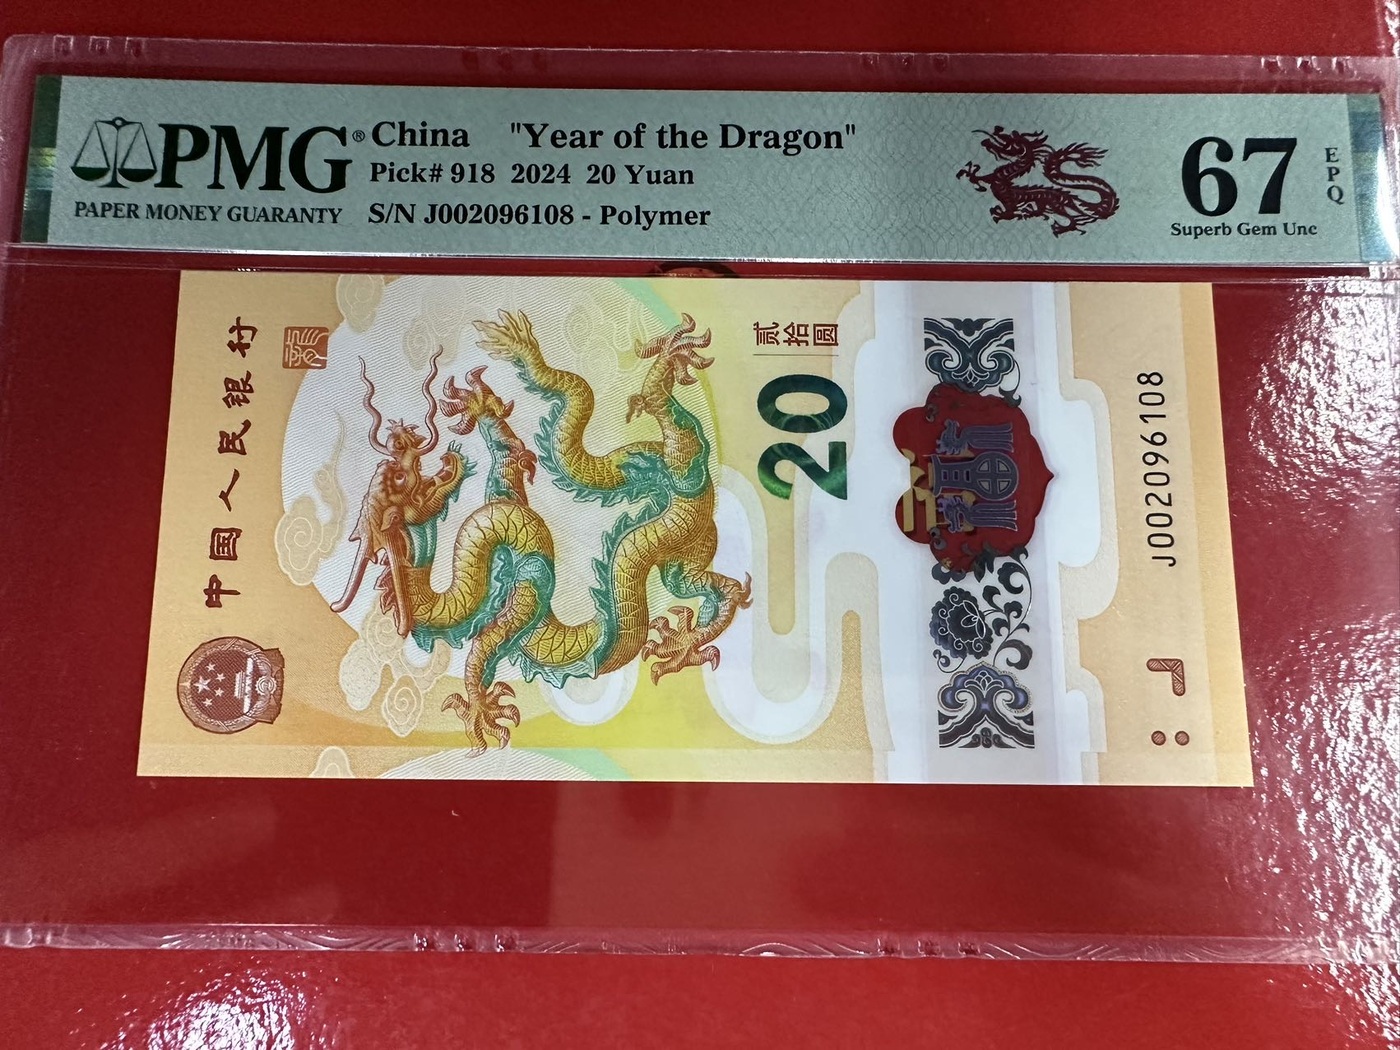 PMG®
PAPER MONEY GUARANTY
China "Year of the Dragon"
Pick# 918 2024 20 Yuan
S/N J002096108 - Polymer
67
EPQ
Superb Gem Unc
中国人民银行
贰拾圆
20
福
J002096108